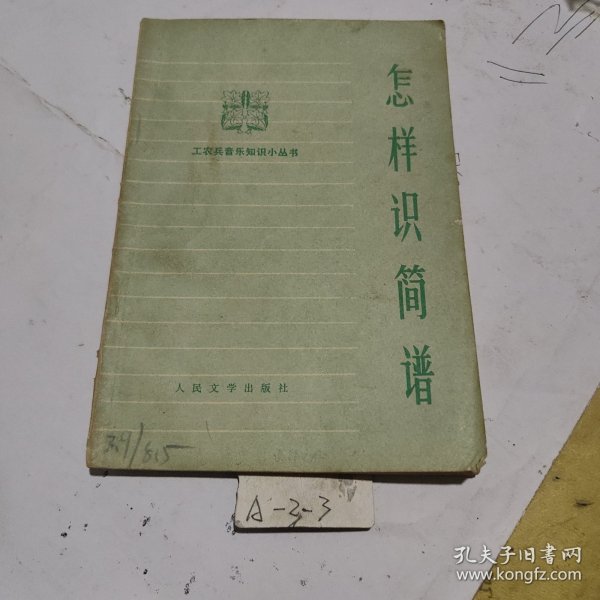 怎样识简谱
工农兵音乐知识小丛书
人民文学出版社
A-3-3
孔夫子旧书网
www.kongfz.com